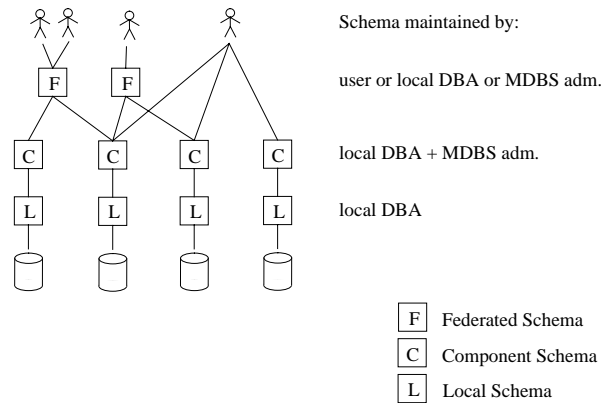 Schema maintained by:
F F user or local DBA or MDBS adm.
C C C C local DBA + MDBS adm.
L L L L local DBA
F Federated Schema
C Component Schema
L Local Schema